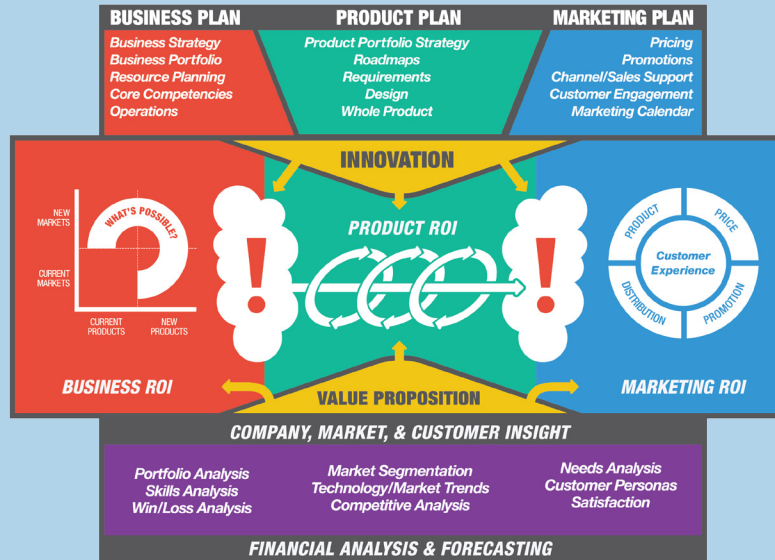 BUSINESS PLAN
PRODUCT PLAN
MARKETING PLAN
Business Strategy
Business Portfolio
Resource Planning
Core Competencies
Operations
Product Portfolio Strategy
Roadmaps
Requirements
Design
Whole Product
Pricing
Promotions
Channel/Sales Support
Customer Engagement
Marketing Calendar
INNOVATION
NEW
MARKETS
CURRENT
MARKETS
WHAT'S POSSIBLE?
CURRENT
PRODUCTS
NEW
PRODUCTS
BUSINESS ROI
!
PRODUCT ROI
!
PRODUCT
PRICE
Customer
Experience
DISTRIBUTION
PROMOTION
MARKETING ROI
VALUE PROPOSITION
COMPANY, MARKET, & CUSTOMER INSIGHT
Portfolio Analysis
Skills Analysis
Win/Loss Analysis
Market Segmentation
Technology/Market Trends
Competitive Analysis
Needs Analysis
Customer Personas
Satisfaction
FINANCIAL ANALYSIS & FORECASTING